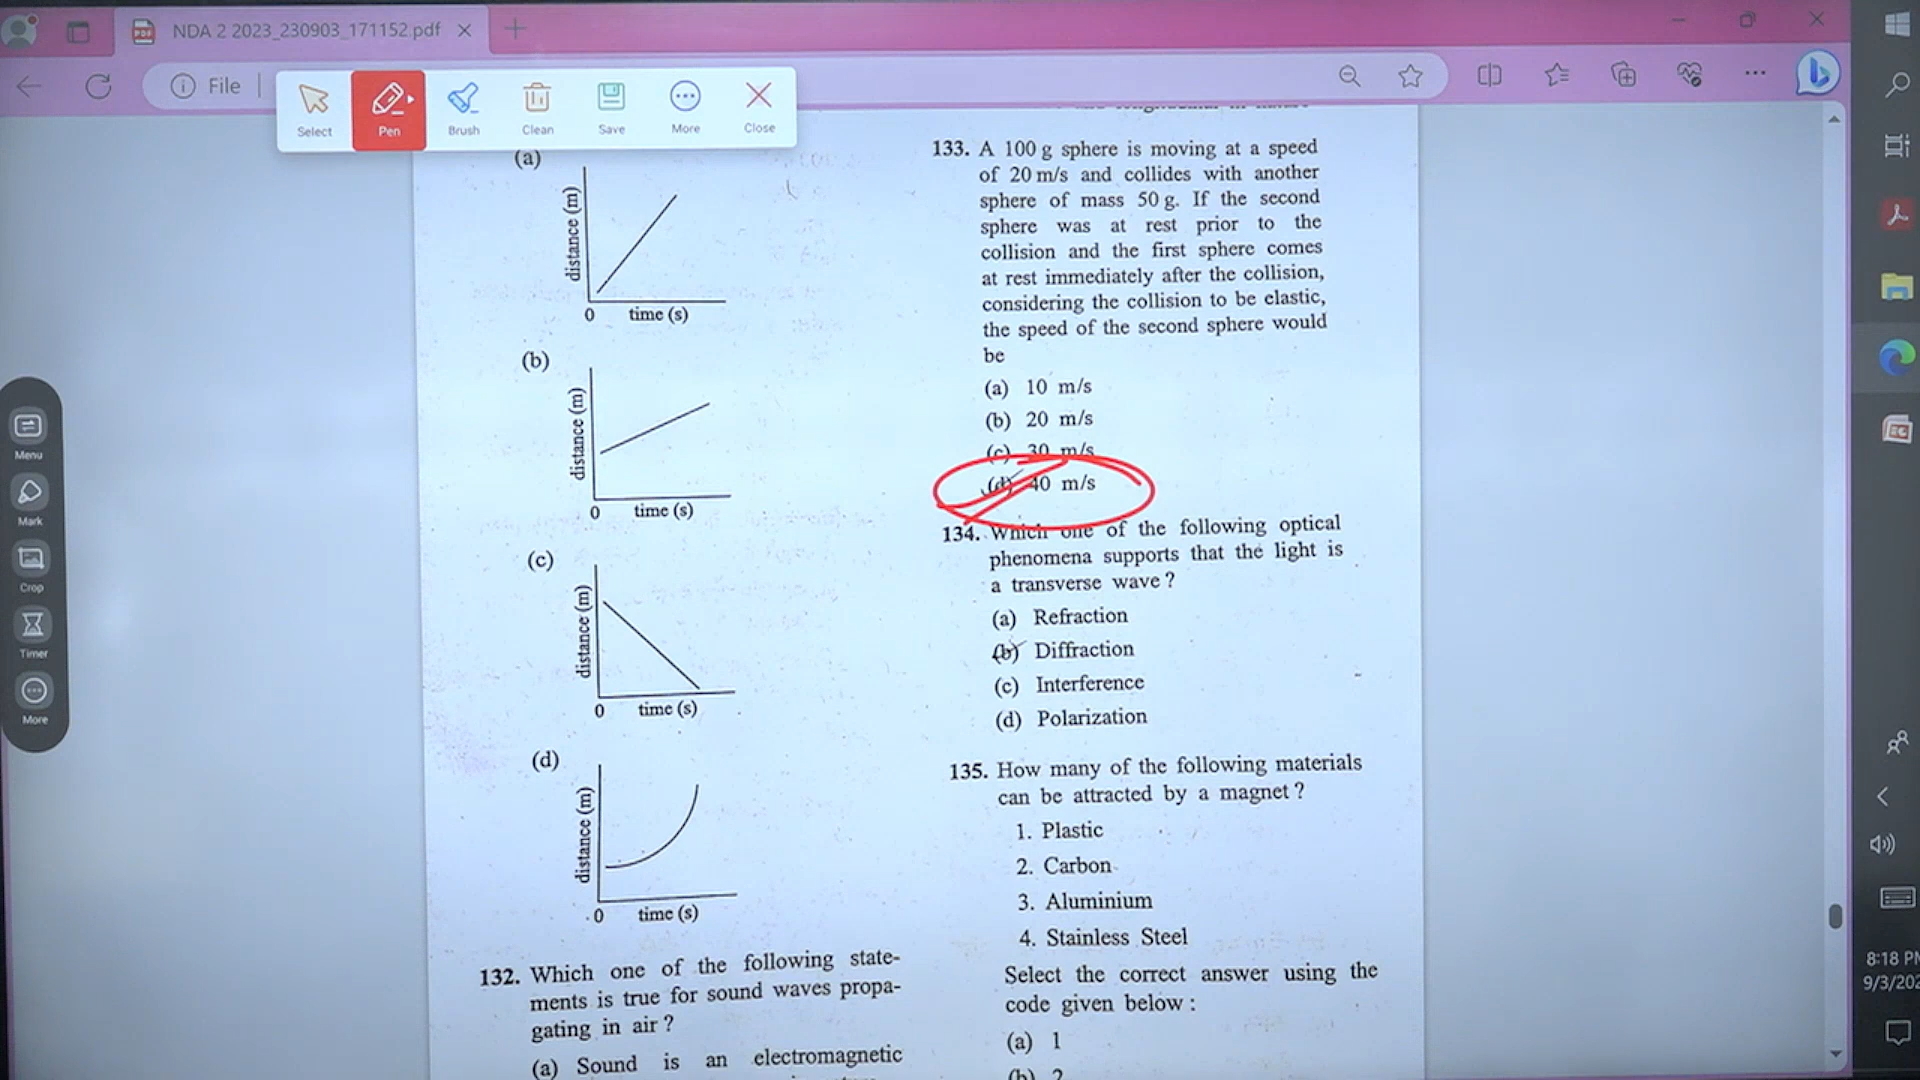 NDA 2 2023_230903_171152.pdf
File
Select
Pen
Brush
Clean
Save
More
Close
Menu
Mark
Crop
Timer
More
(a)
distance (m)
0
time (s)
(b)
distance (m)
0
time (s)
(c)
distance (m)
0
time (s)
(d)
distance (m)
0
time (s)
132. Which one of the following state-
ments is true for sound waves propa-
gating in air ?
(a) Sound is an electromagnetic
133. A 100 g sphere is moving at a speed
of 20 m/s and collides with another
sphere of mass 50 g. If the second
sphere was at rest prior to the
collision and the first sphere comes
at rest immediately after the collision,
considering the collision to be elastic,
the speed of the second sphere would
be
(a) 10 m/s
(b) 20 m/s
(c) 30 m/s
(d) 40 m/s
134. Which one of the following optical
phenomena supports that the light is
a transverse wave ?
(a) Refraction
(b) Diffraction
(c) Interference
(d) Polarization
135. How many of the following materials
can be attracted by a magnet ?
1. Plastic
2. Carbon
3. Aluminium
4. Stainless Steel
Select the correct answer using the
code given below :
(a) 1
(b) 2
8:18 PM
9/3/202